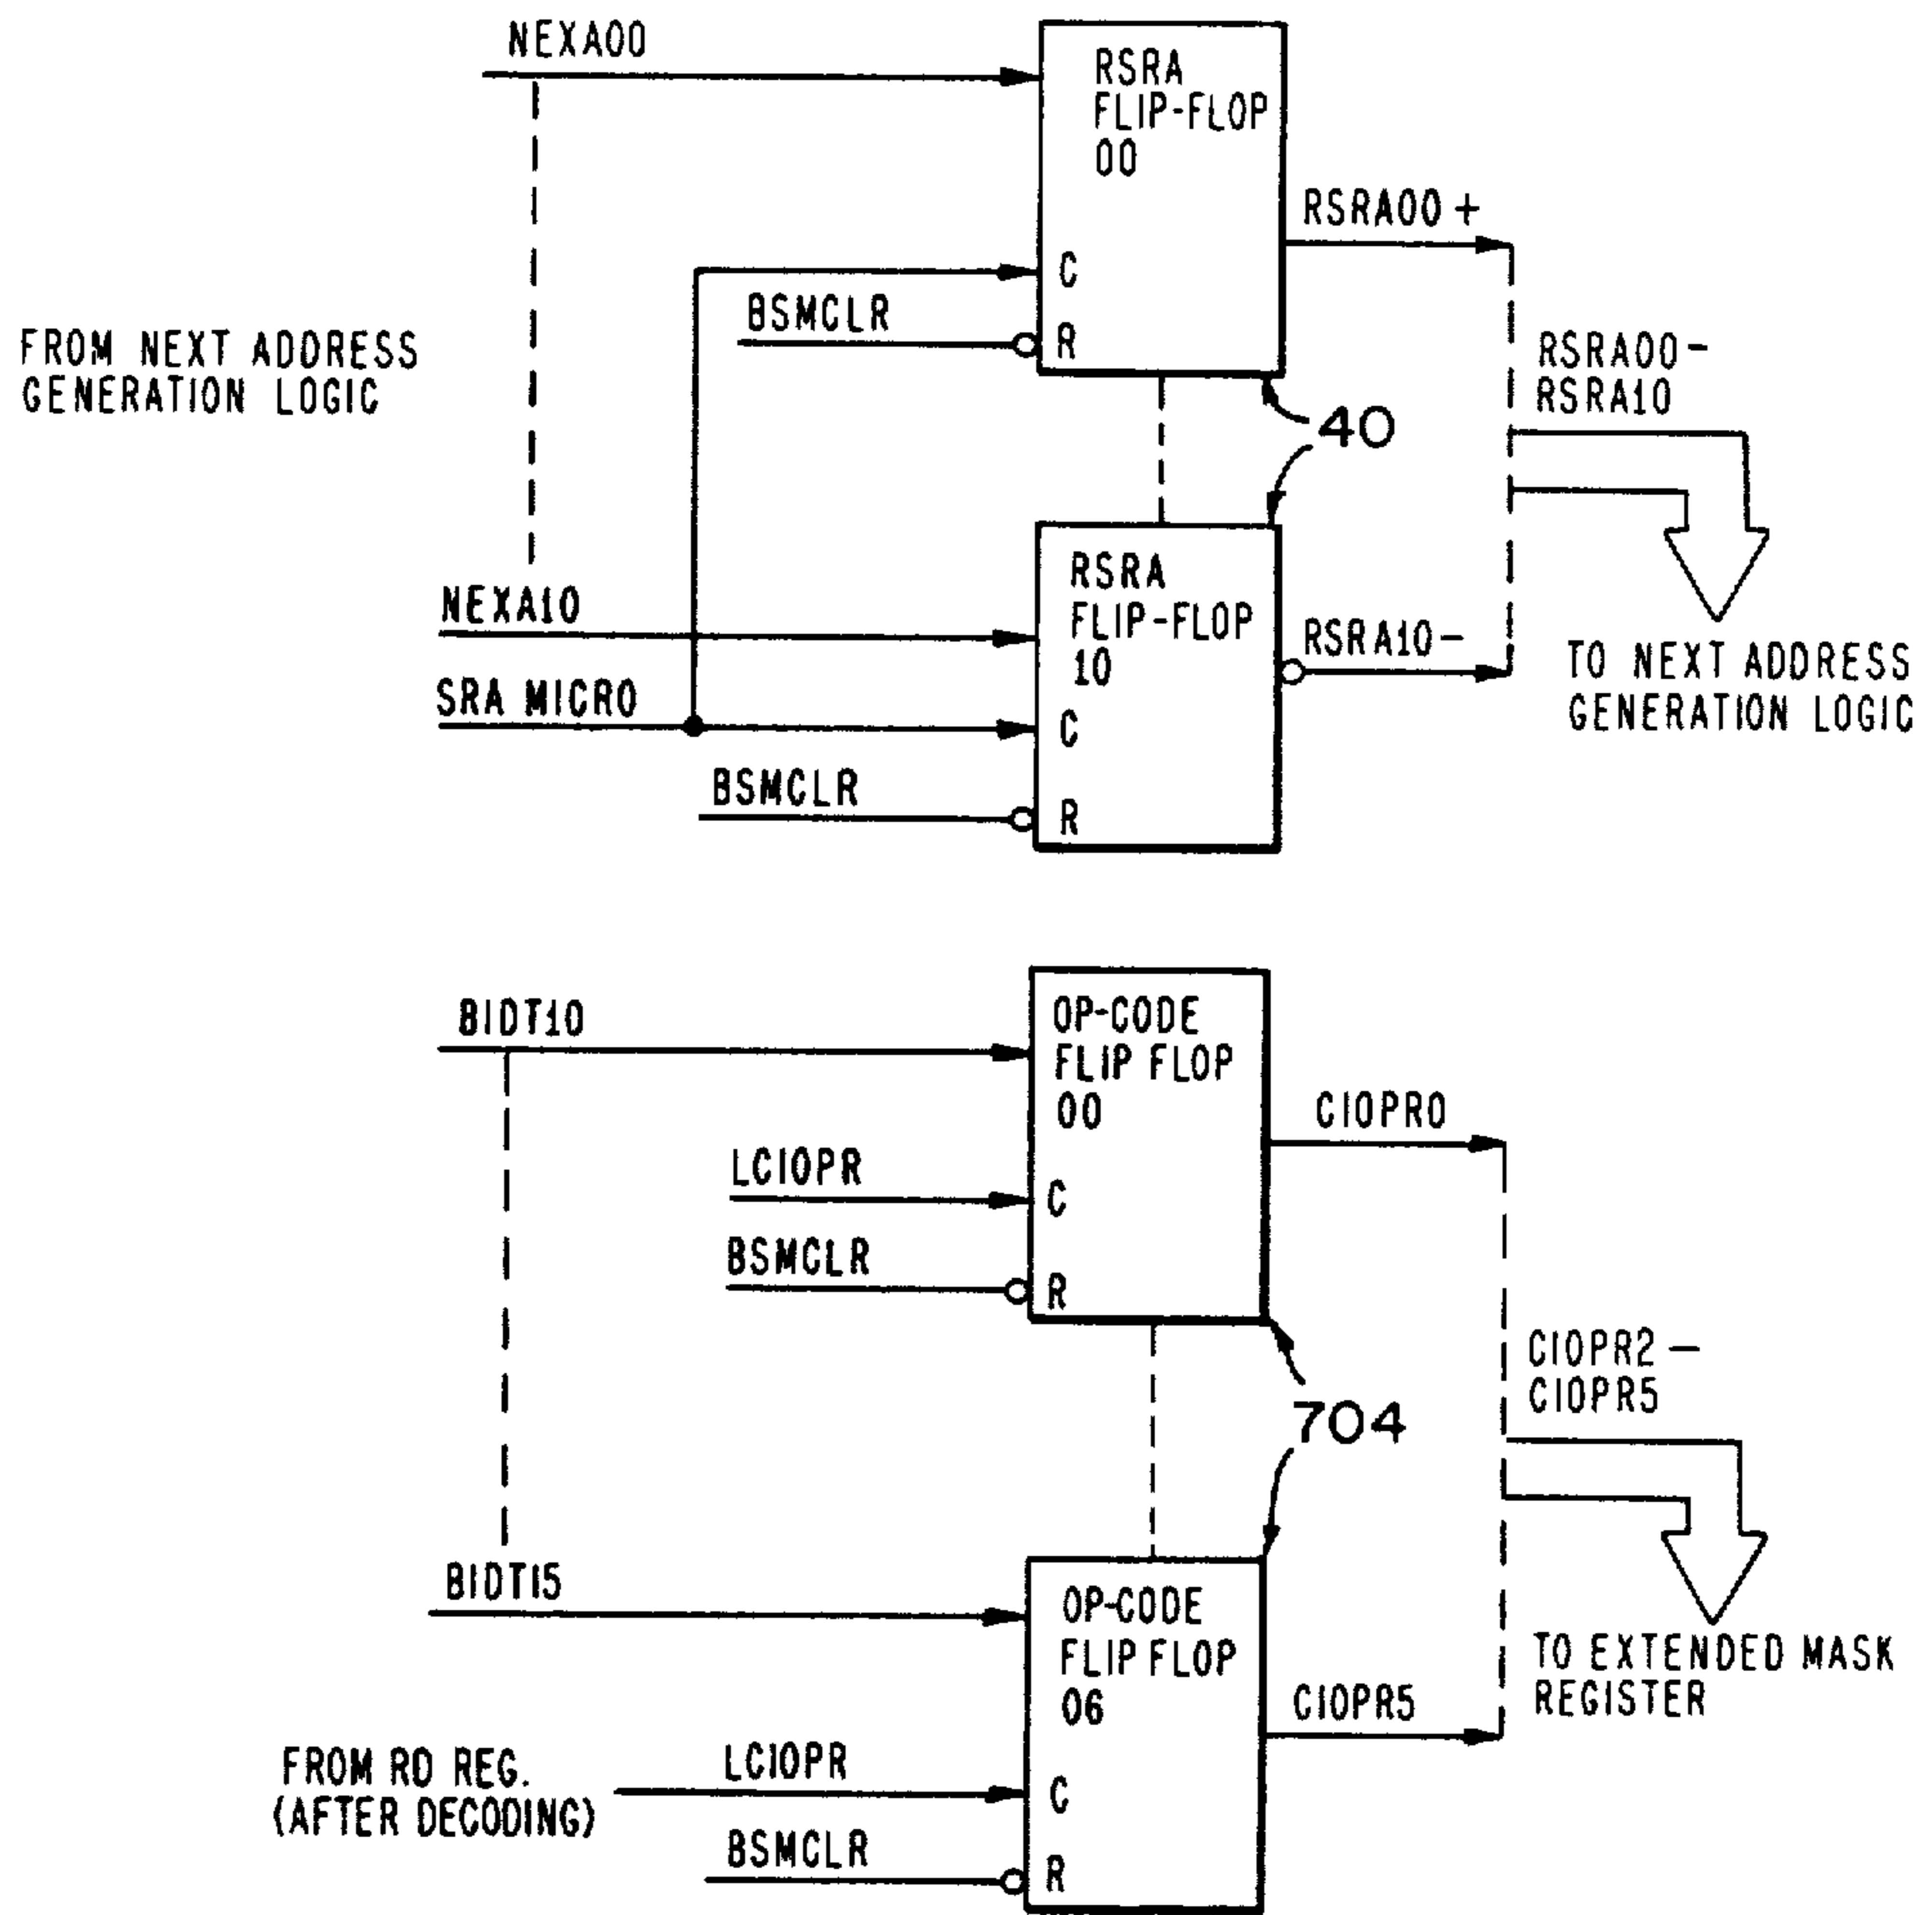 NEXA00
RSRA
FLIP-FLOP
00
RSRA00+
C
BSMCLR
R
FROM NEXT ADDRESS
GENERATION LOGIC
RSRA00-
RSRA10
40
NEXA10
RSRA
FLIP-FLOP
10
RSRA10-
TO NEXT ADDRESS
GENERATION LOGIC
SRA MICRO
C
BSMCLR
R
BIDT10
OP-CODE
FLIP FLOP
00
CIOPR0
LCIOPR
C
BSMCLR
R
CIOPR2-
CIOPR5
704
BIDT15
OP-CODE
FLIP FLOP
06
CIOPR5
TO EXTENDED MASK
REGISTER
FROM RD REG.
(AFTER DECODING)
LCIOPR
C
BSMCLR
R